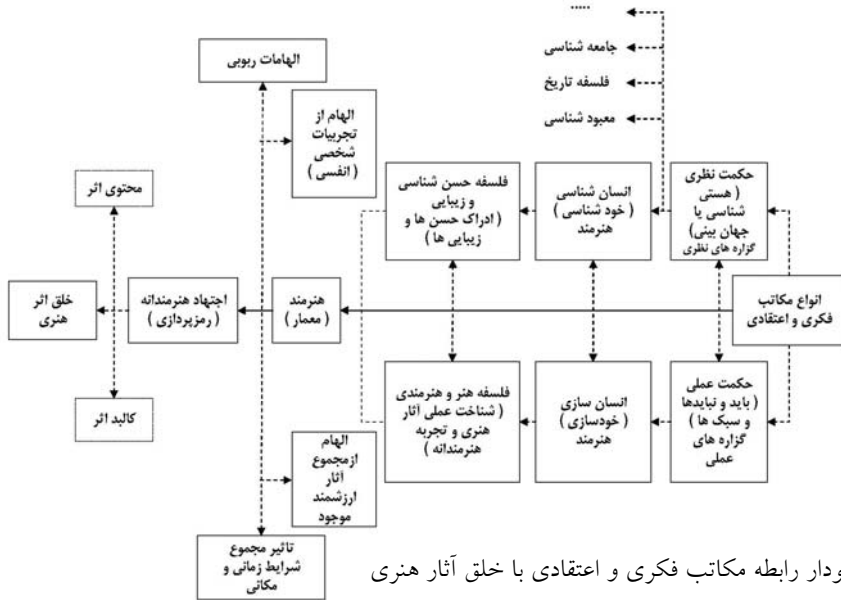 .....
جامعه شناسی
فلسفه تاریخ
معبود شناسی
الهامات ربوبی
الهام از
تجربیات
شخصی
( انفسی )
حکمت نظری
( هستی
شناسی یا
جهان بینی)
گزاره های نظری
انسان شناسی
( خود شناسی )
هنرمند
فلسفه حسن شناسی
و زیبایی
( ادراک حسن ها و
زیبایی ها )
محتوی اثر
انواع مکاتب
فکری و اعتقادی
هنرمند
(معمار )
اجتهاد هنرمندانه
( رمزپردازی )
خلق اثر
هنری
حکمت عملی
( باید و نبایدها
و سبک ها )
گزاره های
عملی
انسان سازی
( خودسازی )
هنرمند
فلسفه هنر و هنرمندی
( شناخت عملی آثار
هنری و تجربه
هنرمندانه )
کالبد اثر
الهام
ازمجموع
آثار
ارزشمند
موجود
تاثیر مجموع
شرایط زمانی و
مکانی
ودار رابطه مکاتب فکری و اعتقادی با خلق آثار هنری